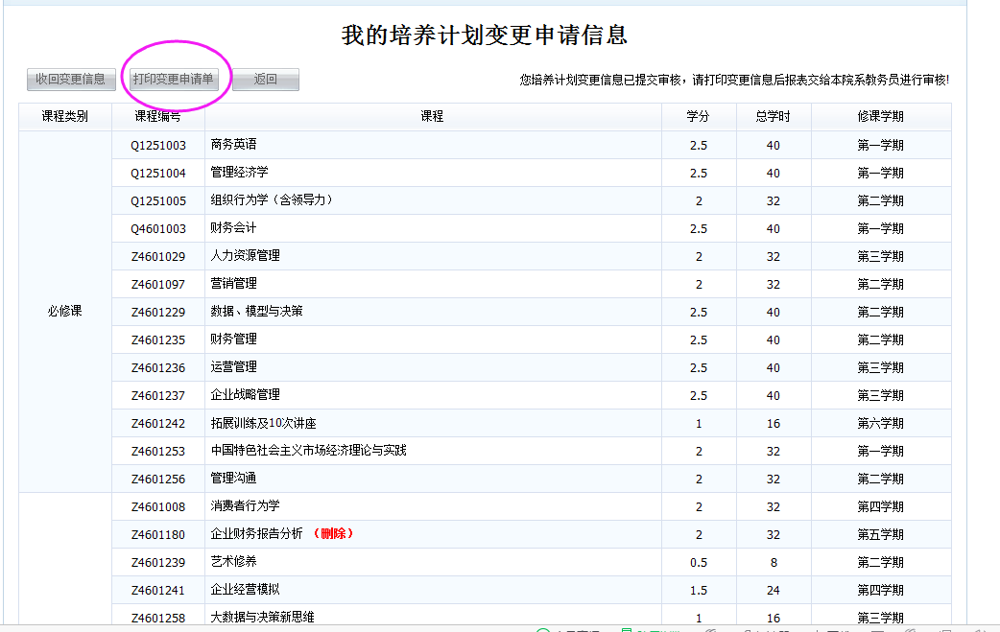 我的培养计划变更申请信息
收回变更信息 打印变更申请单 返回 您培养计划变更信息已提交审核，请打印变更信息后报表交给本院系教务员进行审核!
课程类别 课程编号 课程 学分 总学时 修课学期
Q1251003 商务英语 2.5 40 第一学期
Q1251004 管理经济学 2.5 40 第一学期
Q1251005 组织行为学（含领导力） 2 32 第二学期
Q4601003 财务会计 2.5 40 第一学期
Z4601029 人力资源管理 2 32 第三学期
Z4601097 营销管理 2 32 第二学期
必修课 Z4601229 数据、模型与决策 2.5 40 第二学期
Z4601235 财务管理 2.5 40 第二学期
Z4601236 运营管理 2.5 40 第三学期
Z4601237 企业战略管理 2.5 40 第三学期
Z4601242 拓展训练及10次讲座 1 16 第六学期
Z4601253 中国特色社会主义市场经济理论与实践 2 32 第一学期
Z4601256 管理沟通 2 32 第二学期
Z4601008 消费者行为学 2 32 第四学期
Z4601180 企业财务报告分析 （删除） 2 32 第五学期
Z4601239 艺术修养 0.5 8 第二学期
Z4601241 企业经营模拟 1.5 24 第四学期
Z4601258 大数据与决策新思维 1 16 第三学期